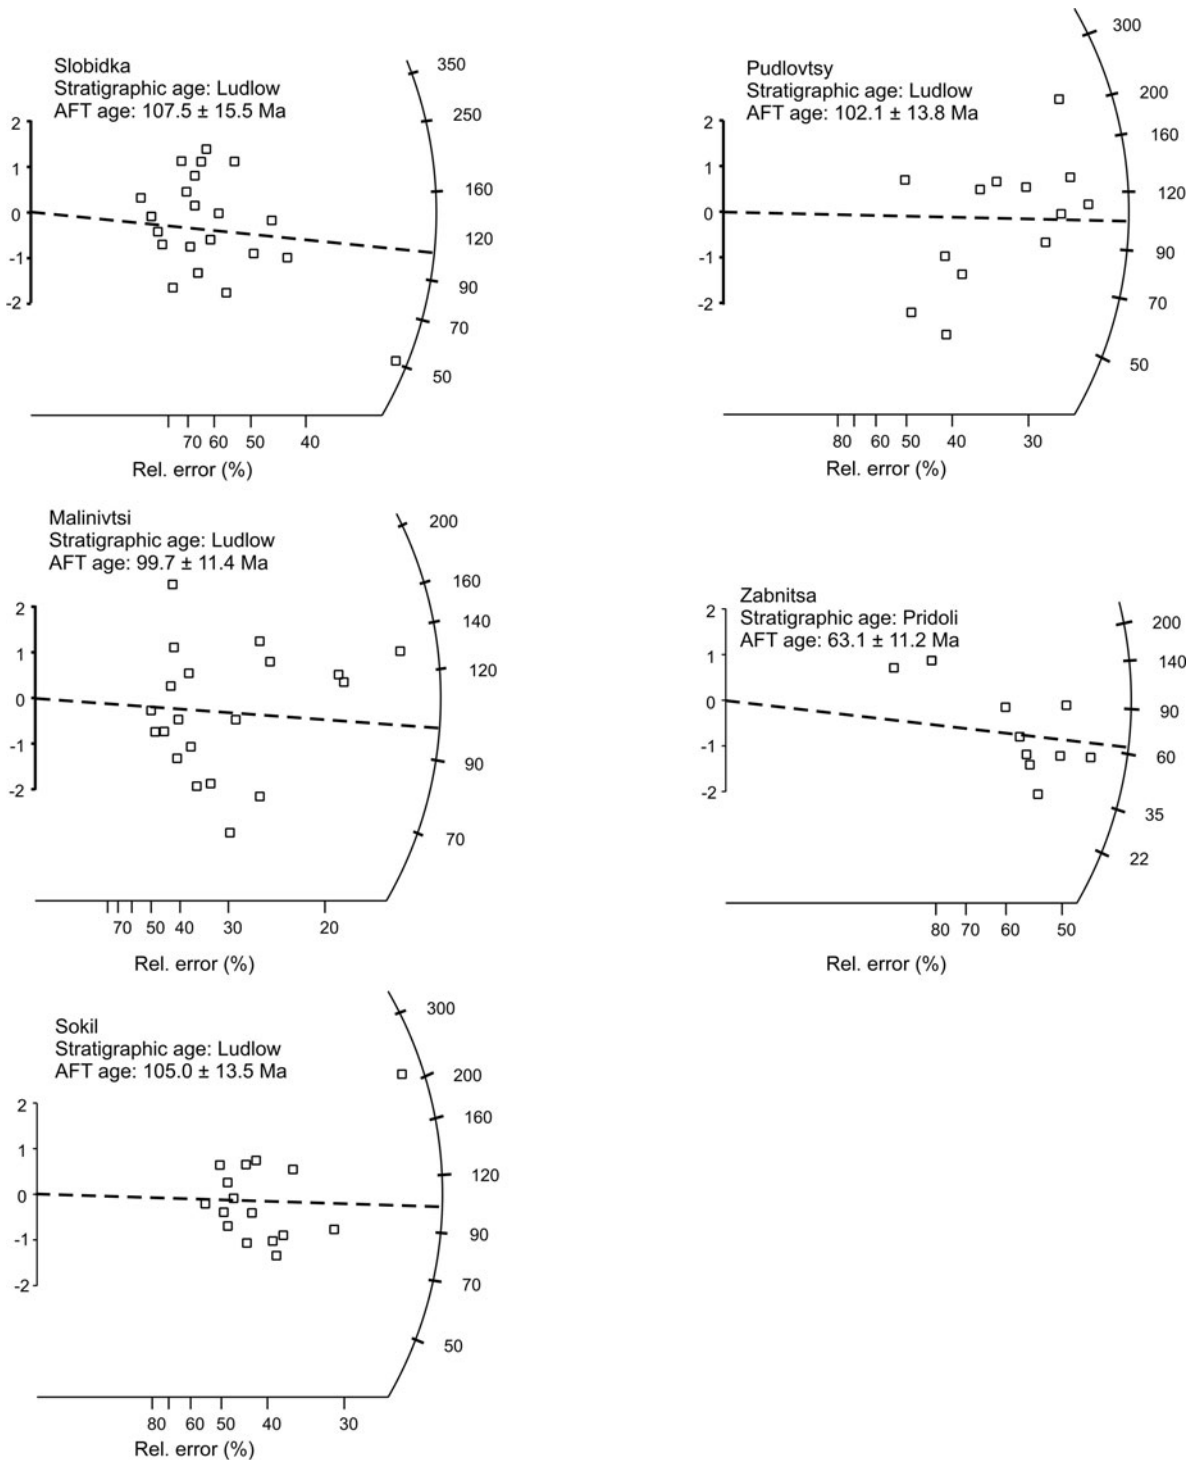 Slobidka
Stratigraphic age: Ludlow
AFT age: 107.5 ± 15.5 Ma
350
250
160
120
90
70
50
2
1
0
-1
-2
70 60 50 40
Rel. error (%)
Pudlovtsy
Stratigraphic age: Ludlow
AFT age: 102.1 ± 13.8 Ma
300
200
160
120
90
70
50
2
1
0
-1
-2
80 60 50 40 30
Rel. error (%)
Malinivtsi
Stratigraphic age: Ludlow
AFT age: 99.7 ± 11.4 Ma
200
160
140
120
90
70
2
1
0
-1
-2
70 50 40 30 20
Rel. error (%)
Zabnitsa
Stratigraphic age: Pridoli
AFT age: 63.1 ± 11.2 Ma
200
140
90
60
35
22
2
1
0
-1
-2
80 70 60 50
Rel. error (%)
Sokil
Stratigraphic age: Ludlow
AFT age: 105.0 ± 13.5 Ma
300
200
160
120
90
70
50
2
1
0
-1
-2
80 60 50 40 30
Rel. error (%)